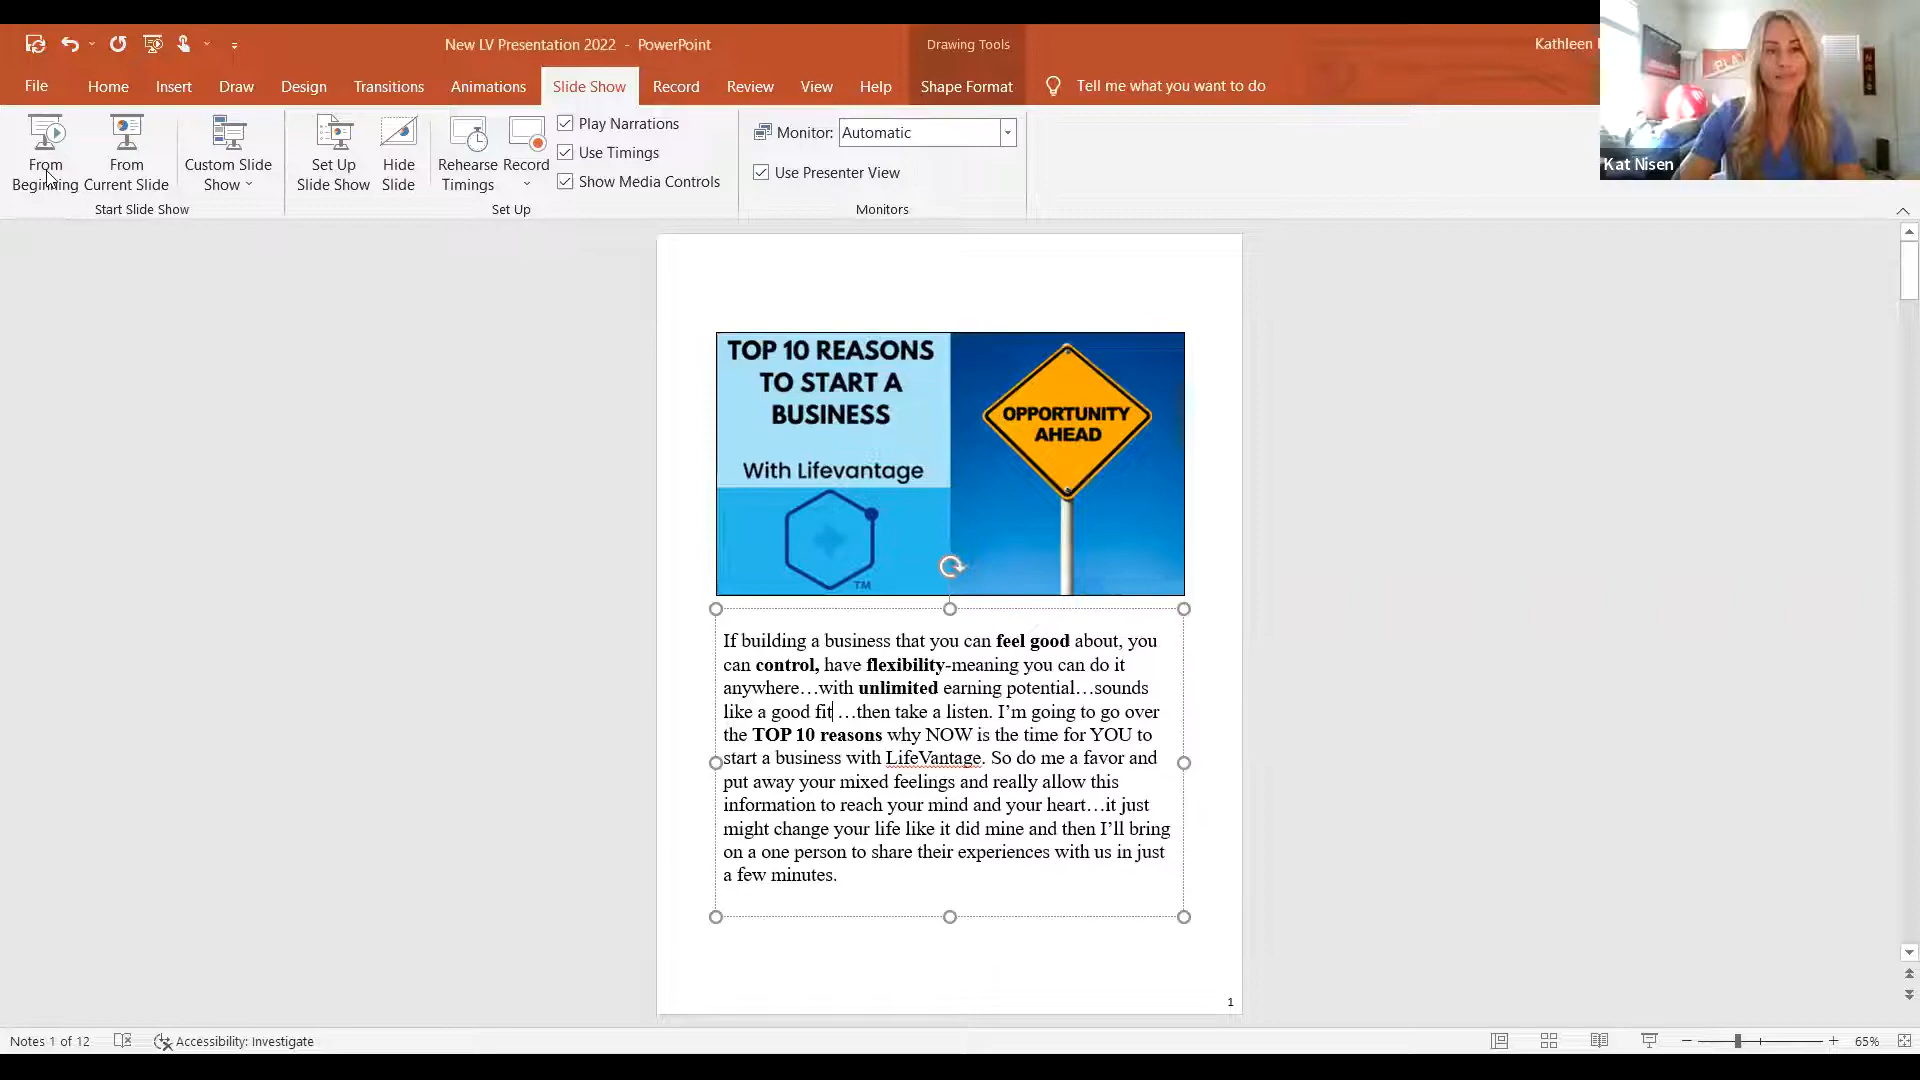 New LV Presentation 2022 - PowerPoint
Drawing Tools
Kathleen
File
Home
Insert
Draw
Design
Transitions
Animations
Slide Show
Record
Review
View
Help
Shape Format
Tell me what you want to do
From Beginning
From Current Slide
Custom Slide Show
Start Slide Show
Set Up Slide Show
Hide Slide
Rehearse Timings
Record
Play Narrations
Use Timings
Show Media Controls
Set Up
Monitor: Automatic
Use Presenter View
Monitors
Kat Nisen
TOP 10 REASONS
TO START A
BUSINESS
With Lifevantage
TM
OPPORTUNITY
AHEAD
If building a business that you can feel good about, you
can control, have flexibility-meaning you can do it
anywhere…with unlimited earning potential…sounds
like a good fit …then take a listen. I’m going to go over
the TOP 10 reasons why NOW is the time for YOU to
start a business with LifeVantage. So do me a favor and
put away your mixed feelings and really allow this
information to reach your mind and your heart…it just
might change your life like it did mine and then I’ll bring
on a one person to share their experiences with us in just
a few minutes.
1
Notes 1 of 12
Accessibility: Investigate
65%